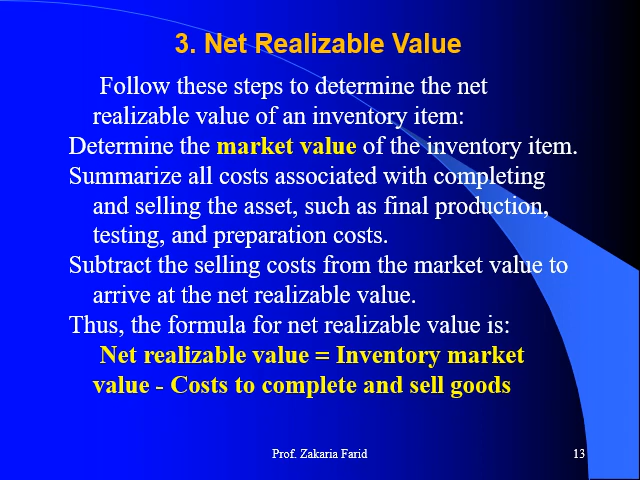 3. Net Realizable Value
Follow these steps to determine the net
realizable value of an inventory item:
Determine the market value of the inventory item.
Summarize all costs associated with completing
and selling the asset, such as final production,
testing, and preparation costs.
Subtract the selling costs from the market value to
arrive at the net realizable value.
Thus, the formula for net realizable value is:
Net realizable value = Inventory market
value - Costs to complete and sell goods
Prof. Zakaria Farid 13